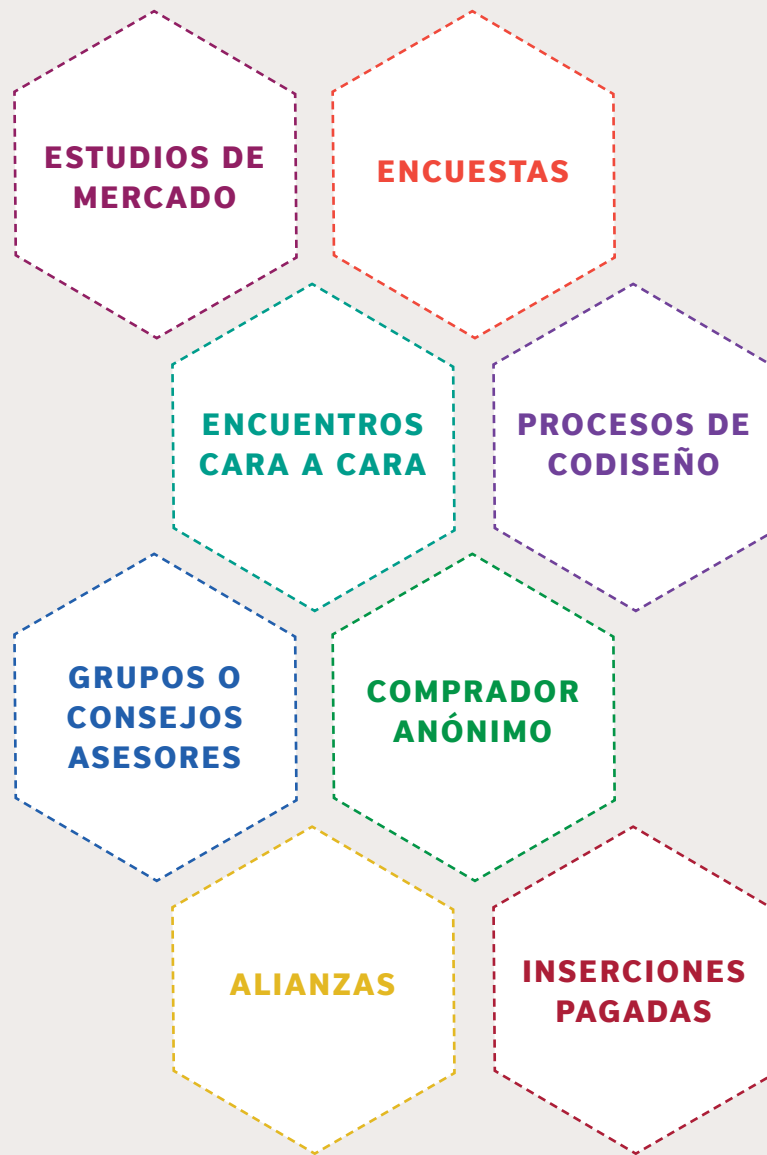 ESTUDIOS DE
MERCADO
ENCUESTAS
ENCUENTROS
CARA A CARA
PROCESOS DE
CODISEÑO
GRUPOS O
CONSEJOS
ASESORES
COMPRADOR
ANÓNIMO
ALIANZAS
INSERCIONES
PAGADAS